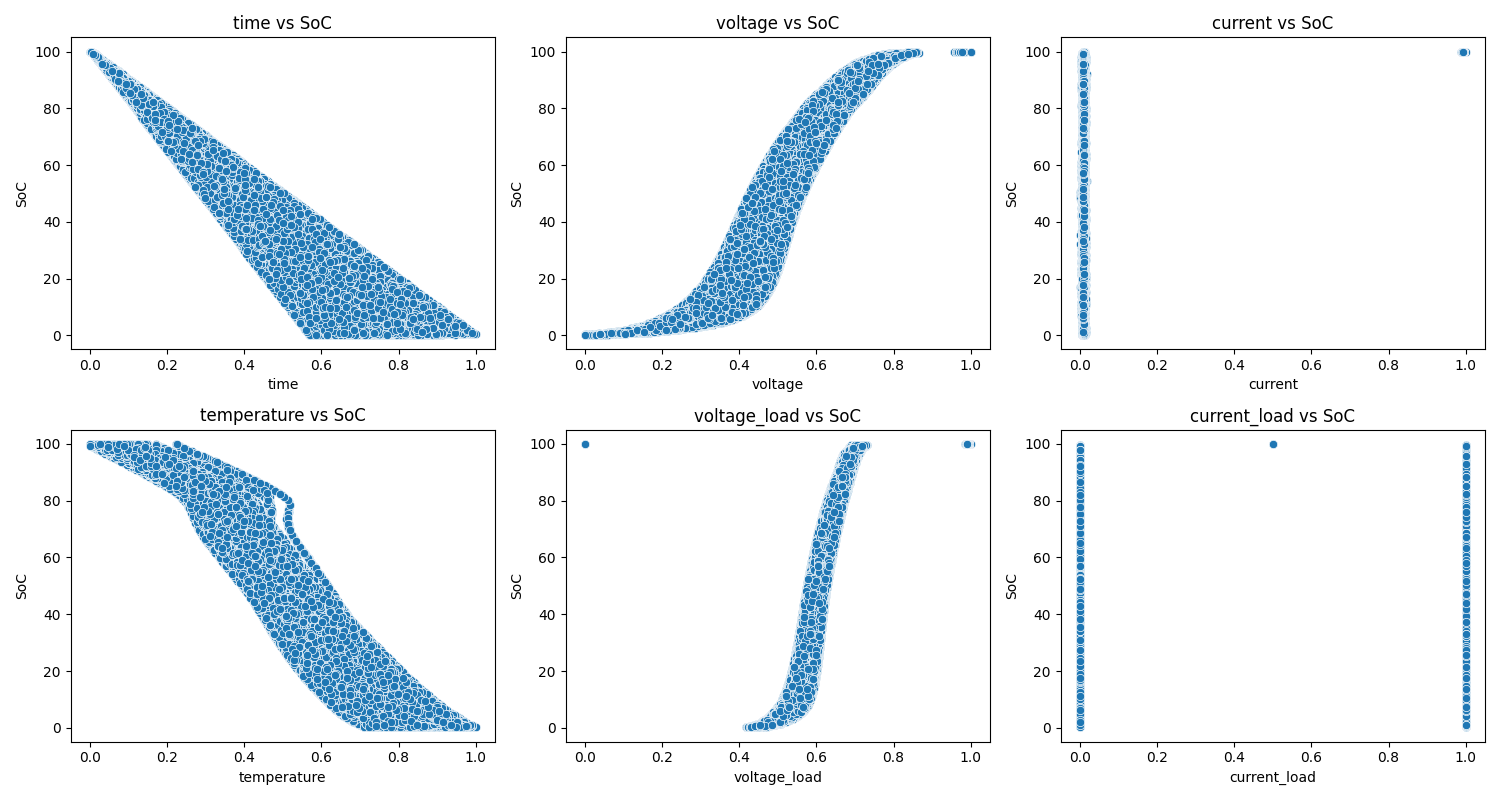 time vs SoC
100
80
60
40
20
0
SoC
0.0 0.2 0.4 0.6 0.8 1.0
time
voltage vs SoC
100
80
60
40
20
0
SoC
0.0 0.2 0.4 0.6 0.8 1.0
voltage
current vs SoC
100
80
60
40
20
0
SoC
0.0 0.2 0.4 0.6 0.8 1.0
current
temperature vs SoC
100
80
60
40
20
0
SoC
0.0 0.2 0.4 0.6 0.8 1.0
temperature
voltage_load vs SoC
100
80
60
40
20
0
SoC
0.0 0.2 0.4 0.6 0.8 1.0
voltage_load
current_load vs SoC
100
80
60
40
20
0
SoC
0.0 0.2 0.4 0.6 0.8 1.0
current_load